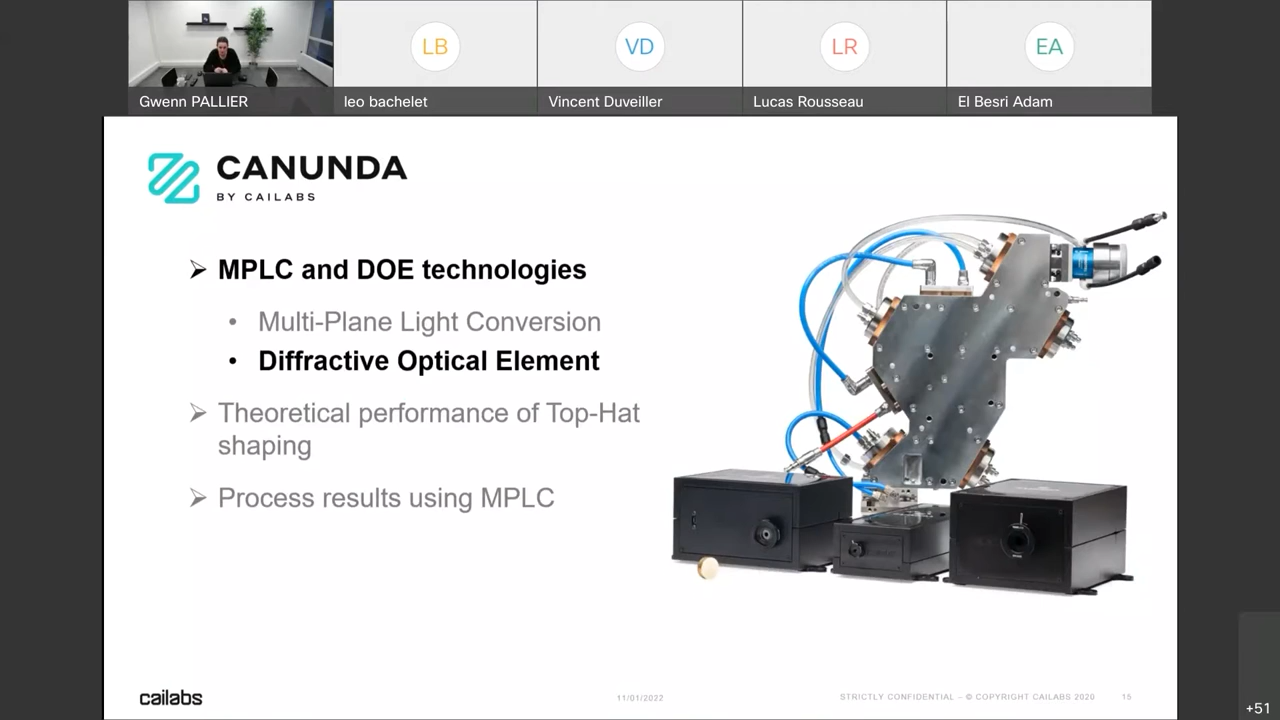 LB
VD
LR
EA
Gwenn PALLIER
leo bachelet
Vincent Duveiller
Lucas Rousseau
El Besri Adam
CANUNDA
BY CAILABS
MPLC and DOE technologies
Multi-Plane Light Conversion
Diffractive Optical Element
Theoretical performance of Top-Hat
shaping
Process results using MPLC
cailabs
11/01/2022
STRICTLY CONFIDENTIAL – © COPYRIGHT CAILABS 2020
15
+51